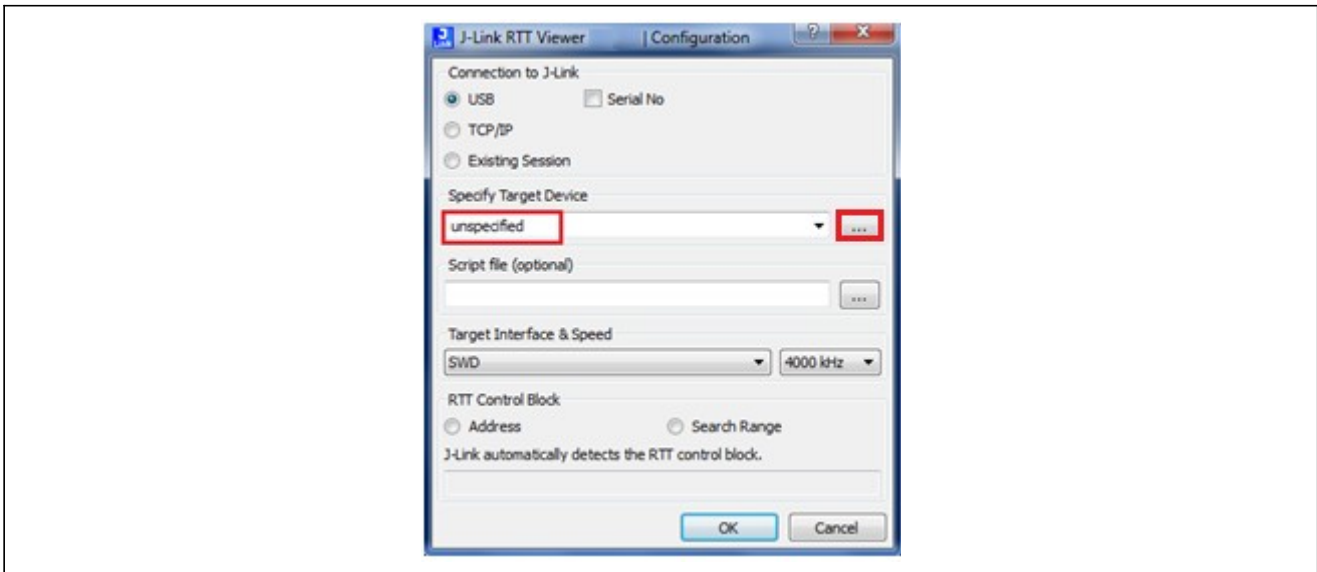 J-Link RTT Viewer | Configuration
Connection to J-Link
USB Serial No
TCP/IP
Existing Session
Specify Target Device
unspecified ...
Script file (optional)
...
Target Interface & Speed
SWD 4000 kHz
RTT Control Block
Address Search Range
J-Link automatically detects the RTT control block.
OK Cancel